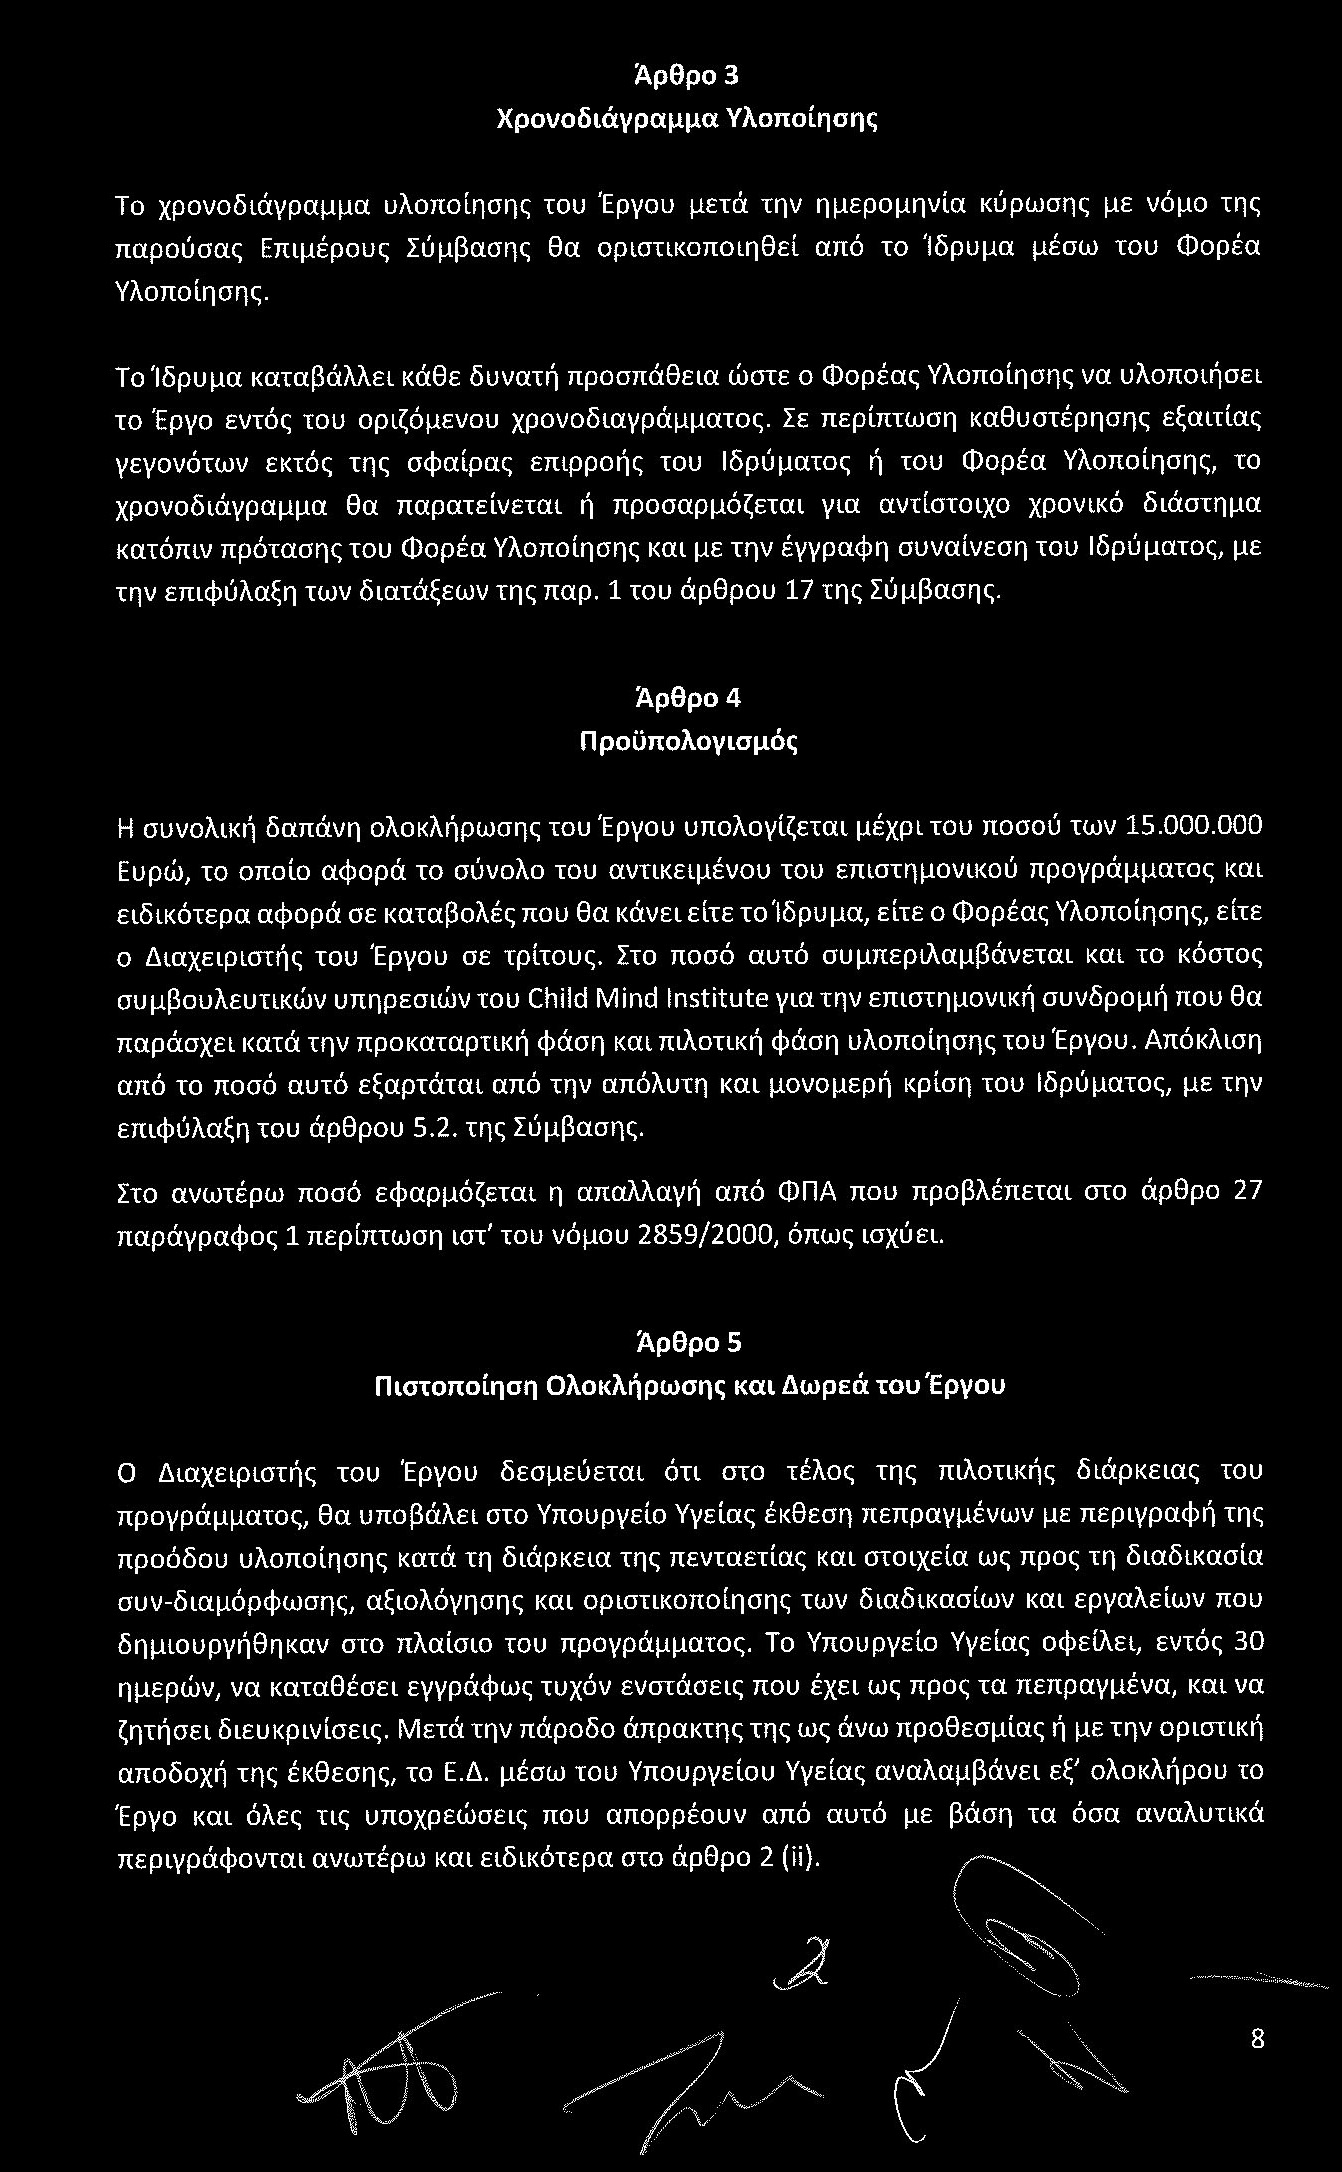 Άρθρο 3
Χρονοδιάγραμμα Υλοποίησης
Το χρονοδιάγραμμα υλοποίησης του Έργου μετά την ημερομηνία κύρωσης με νόμο της
παρούσας Επιμέρους Σύμβασης θα οριστικοποιηθεί από το Ίδρυμα μέσω του Φορέα
Υλοποίησης.
Το Ίδρυμα καταβάλλει κάθε δυνατή προσπάθεια ώστε ο Φορέας Υλοποίησης να υλοποιήσει
το Έργο εντός του οριζόμενου χρονοδιαγράμματος. Σε περίπτωση καθυστέρησης εξαιτίας
γεγονότων εκτός της σφαίρας επιρροής του Ιδρύματος ή του Φορέα Υλοποίησης, το
χρονοδιάγραμμα θα παρατείνεται ή προσαρμόζεται για αντίστοιχο χρονικό διάστημα
κατόπιν πρότασης του Φορέα Υλοποίησης και με την έγγραφη συναίνεση του Ιδρύματος, με
την επιφύλαξη των διατάξεων της παρ. 1 του άρθρου 17 της Σύμβασης.
Άρθρο 4
Προϋπολογισμός
Η συνολική δαπάνη ολοκλήρωσης του Έργου υπολογίζεται μέχρι του ποσού των 15.000.000
Ευρώ, το οποίο αφορά το σύνολο του αντικειμένου του επιστημονικού προγράμματος και
ειδικότερα αφορά σε καταβολές που θα κάνει είτε το Ίδρυμα, είτε ο Φορέας Υλοποίησης, είτε
ο Διαχειριστής του Έργου σε τρίτους. Στο ποσό αυτό συμπεριλαμβάνεται και το κόστος
συμβουλευτικών υπηρεσιών του Child Mind Institute για την επιστημονική συνδρομή που θα
παράσχει κατά την προκαταρτική φάση και πιλοτική φάση υλοποίησης του Έργου. Απόκλιση
από το ποσό αυτό εξαρτάται από την απόλυτη και μονομερή κρίση του Ιδρύματος, με την
επιφύλαξη του άρθρου 5.2. της Σύμβασης.
Στο ανωτέρω ποσό εφαρμόζεται η απαλλαγή από ΦΠΑ που προβλέπεται στο άρθρο 27
παράγραφος 1 περίπτωση ιστ' του νόμου 2859/2000, όπως ισχύει.
Άρθρο 5
Πιστοποίηση Ολοκλήρωσης και Δωρεά του Έργου
Ο Διαχειριστής του Έργου δεσμεύεται ότι στο τέλος της πιλοτικής διάρκειας του
προγράμματος, θα υποβάλει στο Υπουργείο Υγείας έκθεση πεπραγμένων με περιγραφή της
προόδου υλοποίησης κατά τη διάρκεια της πενταετίας και στοιχεία ως προς τη διαδικασία
συν-διαμόρφωσης, αξιολόγησης και οριστικοποίησης των διαδικασίων και εργαλείων που
δημιουργήθηκαν στο πλαίσιο του προγράμματος. Το Υπουργείο Υγείας οφείλει, εντός 30
ημερών, να καταθέσει εγγράφως τυχόν ενστάσεις που έχει ως προς τα πεπραγμένα, και να
ζητήσει διευκρινίσεις. Μετά την πάροδο άπρακτης της ως άνω προθεσμίας ή με την οριστική
αποδοχή της έκθεσης, το Ε.Δ. μέσω του Υπουργείου Υγείας αναλαμβάνει εξ' ολοκλήρου το
Έργο και όλες τις υποχρεώσεις που απορρέουν από αυτό με βάση τα όσα αναλυτικά
περιγράφονται ανωτέρω και ειδικότερα στο άρθρο 2 (ii).
8